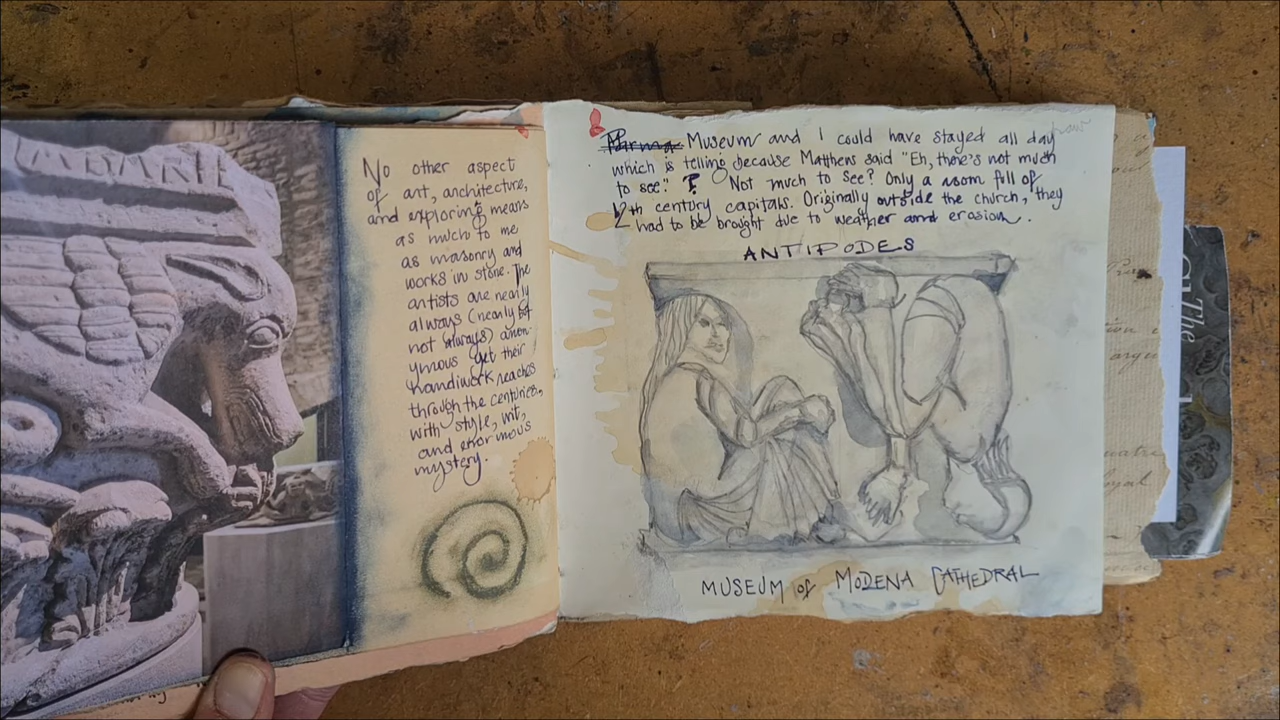 No other aspect
of art, architecture,
and exploring means
as much to me
as masonry and
works in stone. The
artists are nearly
always (nearly but
not always) anon-
ymous yet their
handiwork reaches
through the centuries,
with style, wit,
and enormous
mystery.
Parma Museum and I could have stayed all day
which is telling because Matthews said "Eh, there's not much
to see." ? Not much to see? Only a room full of
12th century capitals. Originally outside the church, they
had to be brought due to weather and erosion.
ANTIPODES
MUSEUM of MODENA CATHEDRAL
The